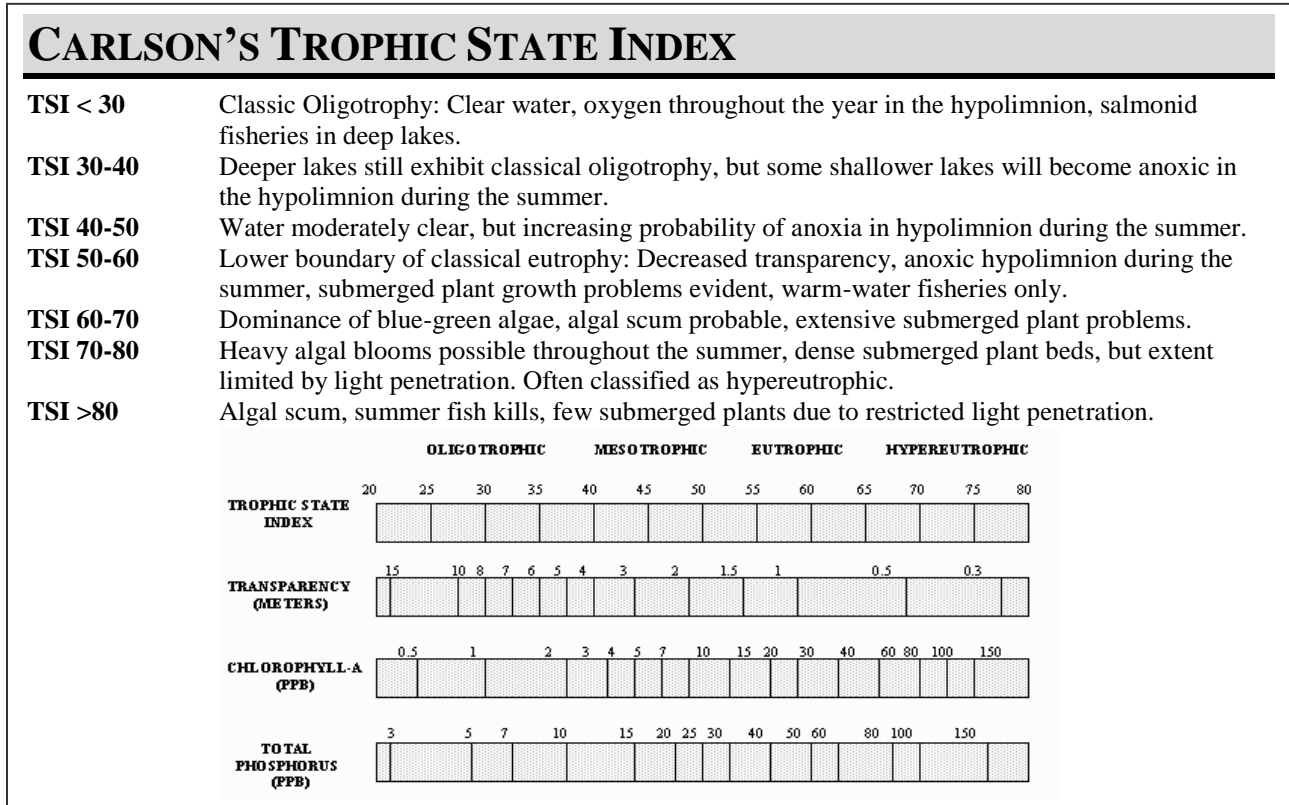 CARLSON'S TROPHIC STATE INDEX
TSI < 30 Classic Oligotrophy: Clear water, oxygen throughout the year in the hypolimnion, salmonid
fisheries in deep lakes.
TSI 30-40 Deeper lakes still exhibit classical oligotrophy, but some shallower lakes will become anoxic in
the hypolimnion during the summer.
TSI 40-50 Water moderately clear, but increasing probability of anoxia in hypolimnion during the summer.
TSI 50-60 Lower boundary of classical eutrophy: Decreased transparency, anoxic hypolimnion during the
summer, submerged plant growth problems evident, warm-water fisheries only.
TSI 60-70 Dominance of blue-green algae, algal scum probable, extensive submerged plant problems.
TSI 70-80 Heavy algal blooms possible throughout the summer, dense submerged plant beds, but extent
limited by light penetration. Often classified as hypereutrophic.
TSI >80 Algal scum, summer fish kills, few submerged plants due to restricted light penetration.
OLIGOTROPHIC MESOTROPHIC EUTROPHIC HYPEREUTROPHIC
20 25 30 35 40 45 50 55 60 65 70 75 80
TROPHIC STATE
INDEX
15 10 8 7 6 5 4 3 2 1.5 1 0.5 0.3
TRANSPARENCY
(METERS)
0.5 1 2 3 4 5 7 10 15 20 30 40 60 80 100 150
CHLOROPHYLL-A
(PPB)
3 5 7 10 15 20 25 30 40 50 60 80 100 150
TOTAL
PHOSPHORUS
(PPB)